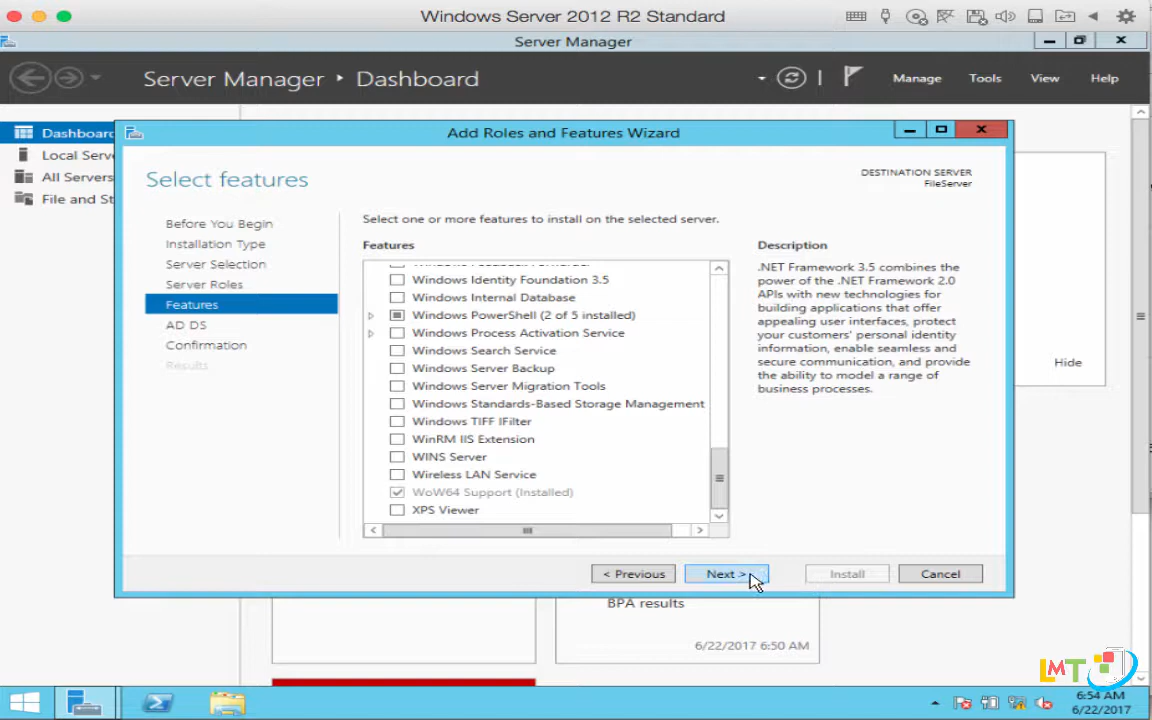 Windows Server 2012 R2 Standard
Server Manager
Server Manager ‣ Dashboard
Manage
Tools
View
Help
Dashboard
Local Serve
All Servers
File and St
Add Roles and Features Wizard
Select features
DESTINATION SERVER
FileServer
Before You Begin
Installation Type
Server Selection
Server Roles
Features
AD DS
Confirmation
Results
Select one or more features to install on the selected server.
Features
Windows Identity Foundation 3.5
Windows Internal Database
Windows PowerShell (2 of 5 installed)
Windows Process Activation Service
Windows Search Service
Windows Server Backup
Windows Server Migration Tools
Windows Standards-Based Storage Management
Windows TIFF IFilter
WinRM IIS Extension
WINS Server
Wireless LAN Service
WoW64 Support (Installed)
XPS Viewer
Description
.NET Framework 3.5 combines the
power of the .NET Framework 2.0
APIs with new technologies for
building applications that offer
appealing user interfaces, protect
your customers' personal identity
information, enable seamless and
secure communication, and provide
the ability to model a range of
business processes.
Hide
< Previous
Next >
Install
Cancel
BPA results
6/22/2017 6:50 AM
LMT
6:54 AM
6/22/2017